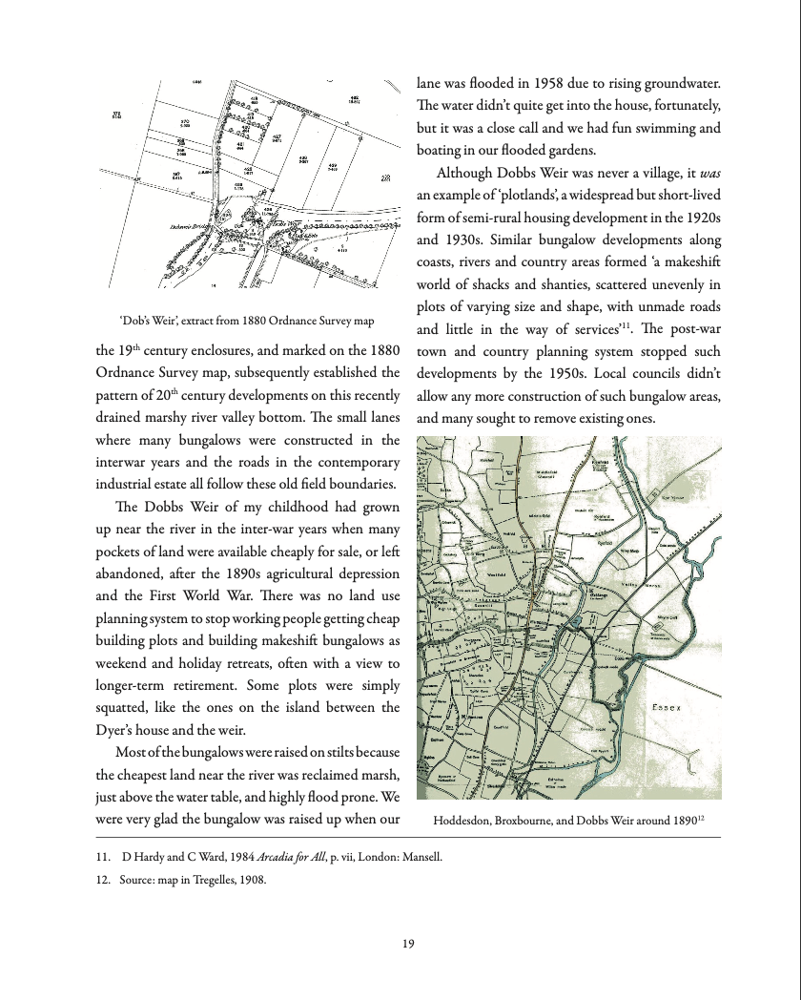 'Dob's Weir', extract from 1880 Ordnance Survey map
the 19th century enclosures, and marked on the 1880
Ordnance Survey map, subsequently established the
pattern of 20th century developments on this recently
drained marshy river valley bottom. The small lanes
where many bungalows were constructed in the
interwar years and the roads in the contemporary
industrial estate all follow these old field boundaries.
The Dobbs Weir of my childhood had grown
up near the river in the inter-war years when many
pockets of land were available cheaply for sale, or left
abandoned, after the 1890s agricultural depression
and the First World War. There was no land use
planning system to stop working people getting cheap
building plots and building makeshift bungalows as
weekend and holiday retreats, often with a view to
longer-term retirement. Some plots were simply
squatted, like the ones on the island between the
Dyer's house and the weir.
Most of the bungalows were raised on stilts because
the cheapest land near the river was reclaimed marsh,
just above the water table, and highly flood prone. We
were very glad the bungalow was raised up when our
lane was flooded in 1958 due to rising groundwater.
The water didn't quite get into the house, fortunately,
but it was a close call and we had fun swimming and
boating in our flooded gardens.
Although Dobbs Weir was never a village, it was
an example of 'plotlands', a widespread but short-lived
form of semi-rural housing development in the 1920s
and 1930s. Similar bungalow developments along
coasts, rivers and country areas formed 'a makeshift
world of shacks and shanties, scattered unevenly in
plots of varying size and shape, with unmade roads
and little in the way of services'11. The post-war
town and country planning system stopped such
developments by the 1950s. Local councils didn't
allow any more construction of such bungalow areas,
and many sought to remove existing ones.
Essex
Hoddesdon, Broxbourne, and Dobbs Weir around 189012
11. D Hardy and C Ward, 1984 Arcadia for All, p. vii, London: Mansell.
12. Source: map in Tregelles, 1908.
19